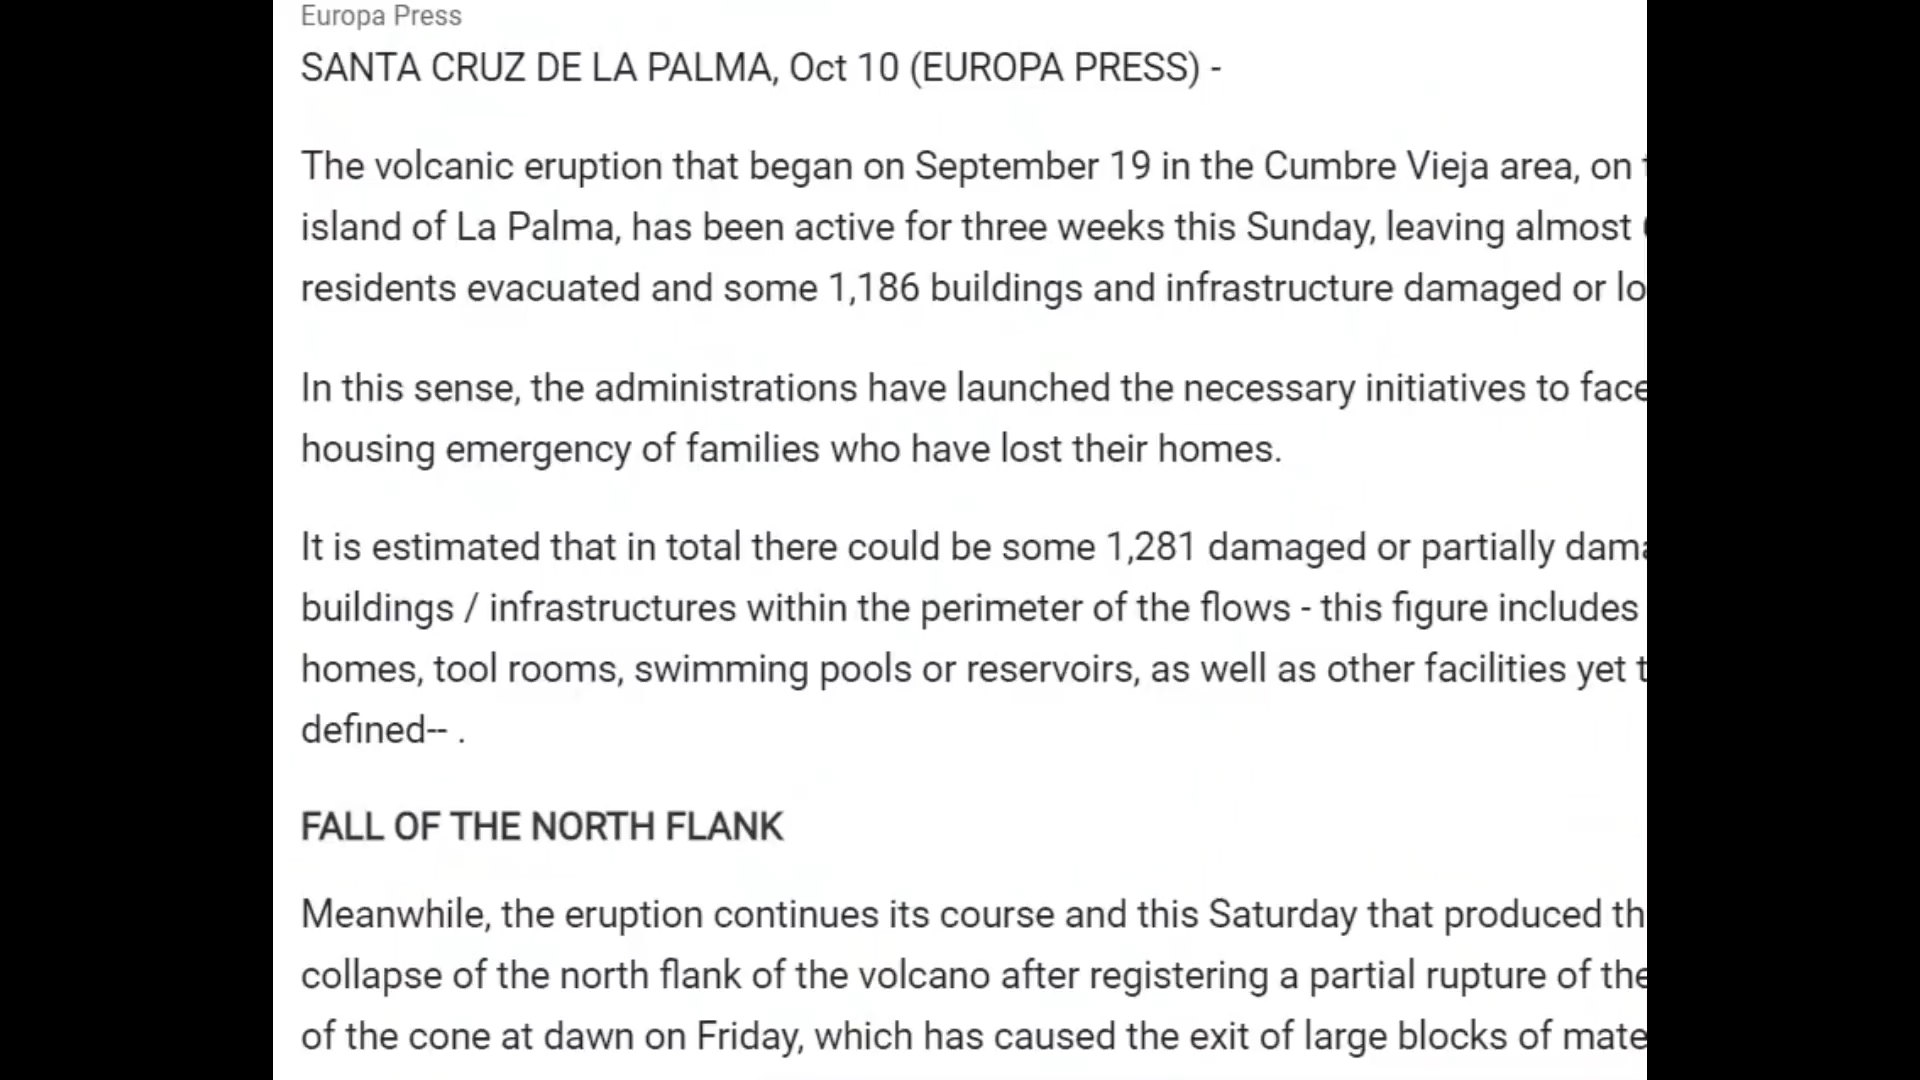 Europa Press
SANTA CRUZ DE LA PALMA, Oct 10 (EUROPA PRESS) -
The volcanic eruption that began on September 19 in the Cumbre Vieja area, on
island of La Palma, has been active for three weeks this Sunday, leaving almost
residents evacuated and some 1,186 buildings and infrastructure damaged or lo
In this sense, the administrations have launched the necessary initiatives to face
housing emergency of families who have lost their homes.
It is estimated that in total there could be some 1,281 damaged or partially dama
buildings / infrastructures within the perimeter of the flows - this figure includes
homes, tool rooms, swimming pools or reservoirs, as well as other facilities yet t
defined-- .
FALL OF THE NORTH FLANK
Meanwhile, the eruption continues its course and this Saturday that produced th
collapse of the north flank of the volcano after registering a partial rupture of the
of the cone at dawn on Friday, which has caused the exit of large blocks of mate